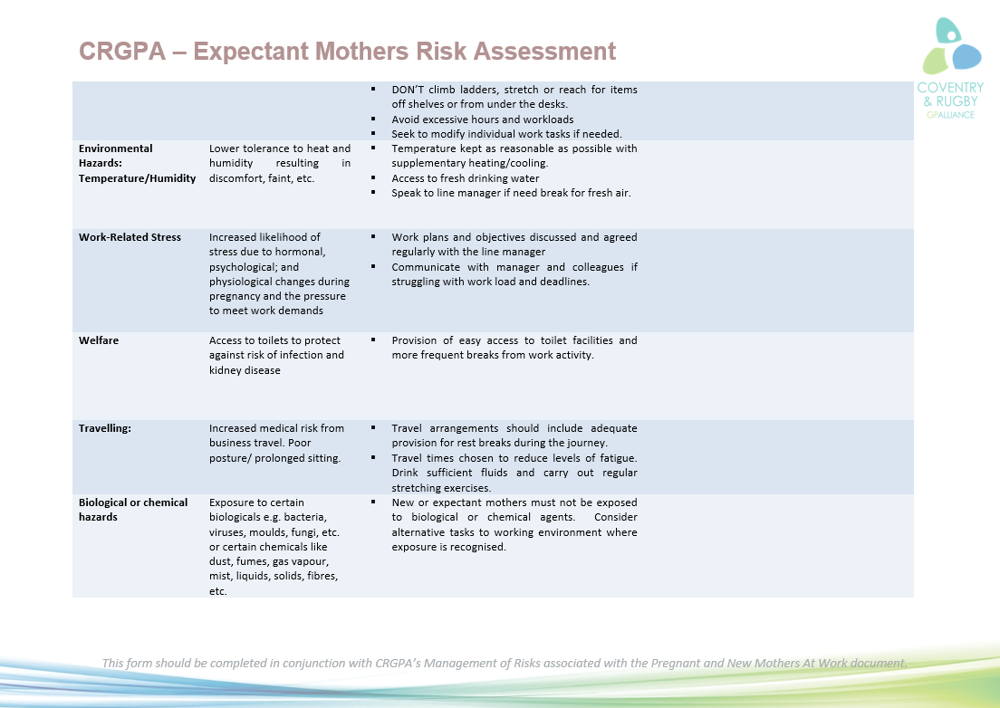 CRGPA – Expectant Mothers Risk Assessment
COVENTRY
& RUGBY
GPALLIANCE
▪ DON'T climb ladders, stretch or reach for items
off shelves or from under the desks.
▪ Avoid excessive hours and workloads
▪ Seek to modify individual work tasks if needed.
Environmental
Hazards:
Temperature/Humidity
Lower tolerance to heat and
humidity resulting in
discomfort, faint, etc.
▪ Temperature kept as reasonable as possible with
supplementary heating/cooling.
▪ Access to fresh drinking water
▪ Speak to line manager if need break for fresh air.
Work-Related Stress
Increased likelihood of
stress due to hormonal,
psychological; and
physiological changes during
pregnancy and the pressure
to meet work demands
▪ Work plans and objectives discussed and agreed
regularly with the line manager
▪ Communicate with manager and colleagues if
struggling with work load and deadlines.
Welfare
Access to toilets to protect
against risk of infection and
kidney disease
▪ Provision of easy access to toilet facilities and
more frequent breaks from work activity.
Travelling:
Increased medical risk from
business travel. Poor
posture/ prolonged sitting.
▪ Travel arrangements should include adequate
provision for rest breaks during the journey.
▪ Travel times chosen to reduce levels of fatigue.
Drink sufficient fluids and carry out regular
stretching exercises.
Biological or chemical
hazards
Exposure to certain
biologicals e.g. bacteria,
viruses, moulds, fungi, etc.
or certain chemicals like
dust, fumes, gas vapour,
mist, liquids, solids, fibres,
etc.
▪ New or expectant mothers must not be exposed
to biological or chemical agents. Consider
alternative tasks to working environment where
exposure is recognised.
This form should be completed in conjunction with CRGPA's Management of Risks associated with the Pregnant and New Mothers At Work document.